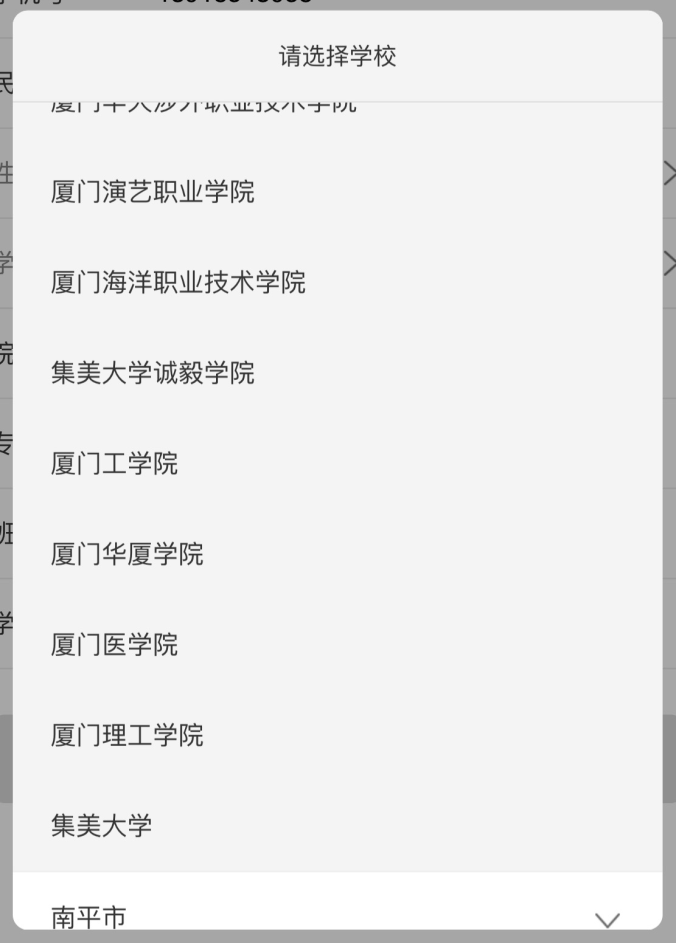 请选择学校
厦门演艺职业学院
厦门海洋职业技术学院
集美大学诚毅学院
厦门工学院
厦门华厦学院
厦门医学院
厦门理工学院
集美大学
南平市